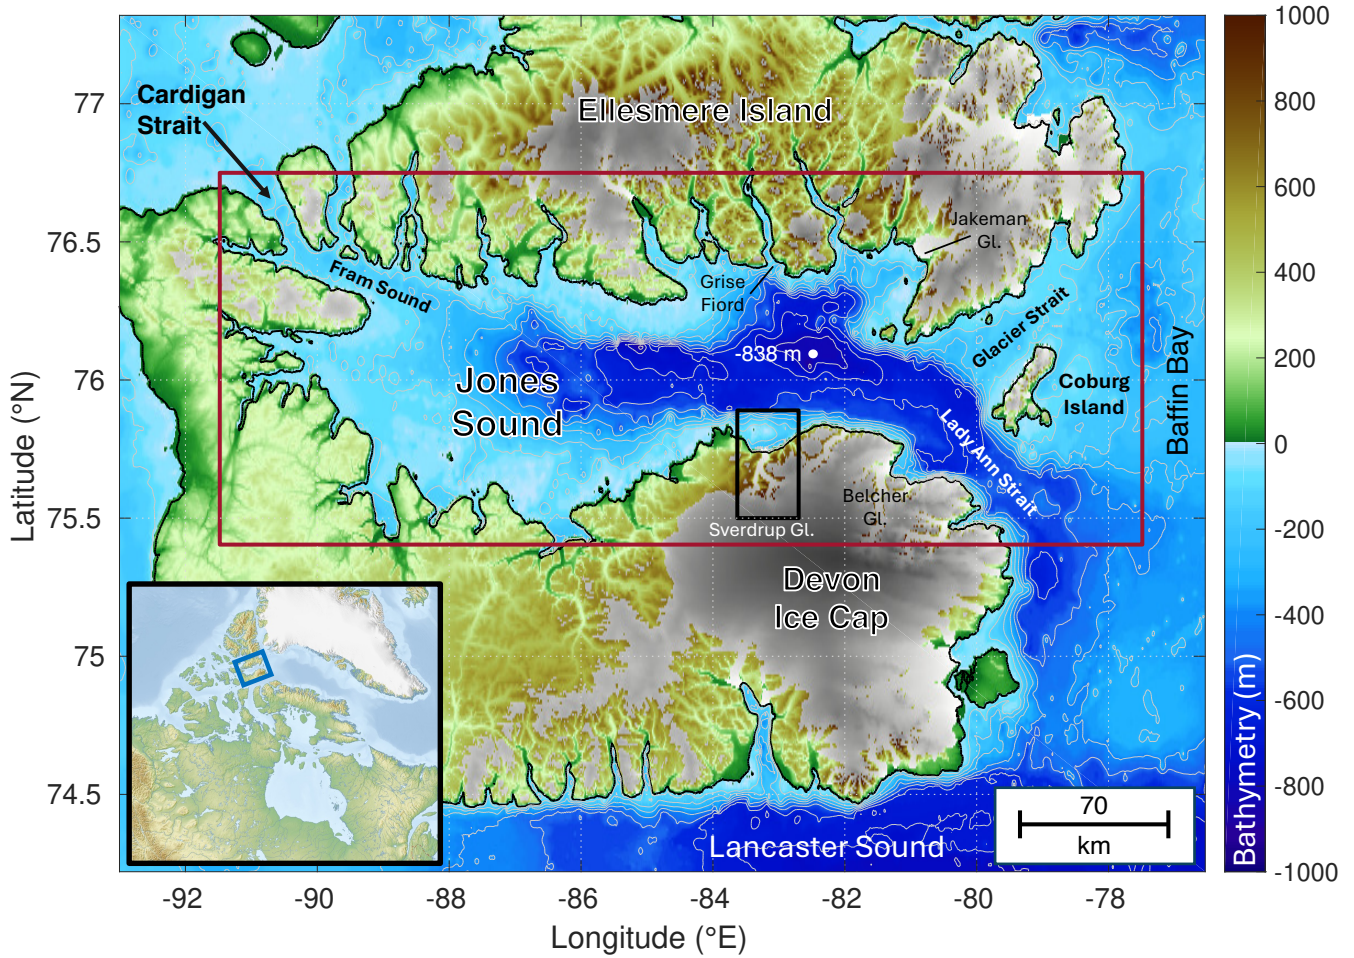 Cardigan
Strait
Ellesmere Island
Jakeman
Gl.
Grise
Fiord
Fram Sound
Glacier Strait
-838 m
Jones
Sound
Coburg
Island
Baffin Bay
Lady Ann Strait
Belcher
Gl.
Sverdrup Gl.
Devon
Ice Cap
Lancaster Sound
70
km
77
76.5
76
75.5
75
74.5
Latitude (°N)
-92
-90
-88
-86
-84
-82
-80
-78
Longitude (°E)
1000
800
600
400
200
0
-200
-400
-600
-800
-1000
Bathymetry (m)